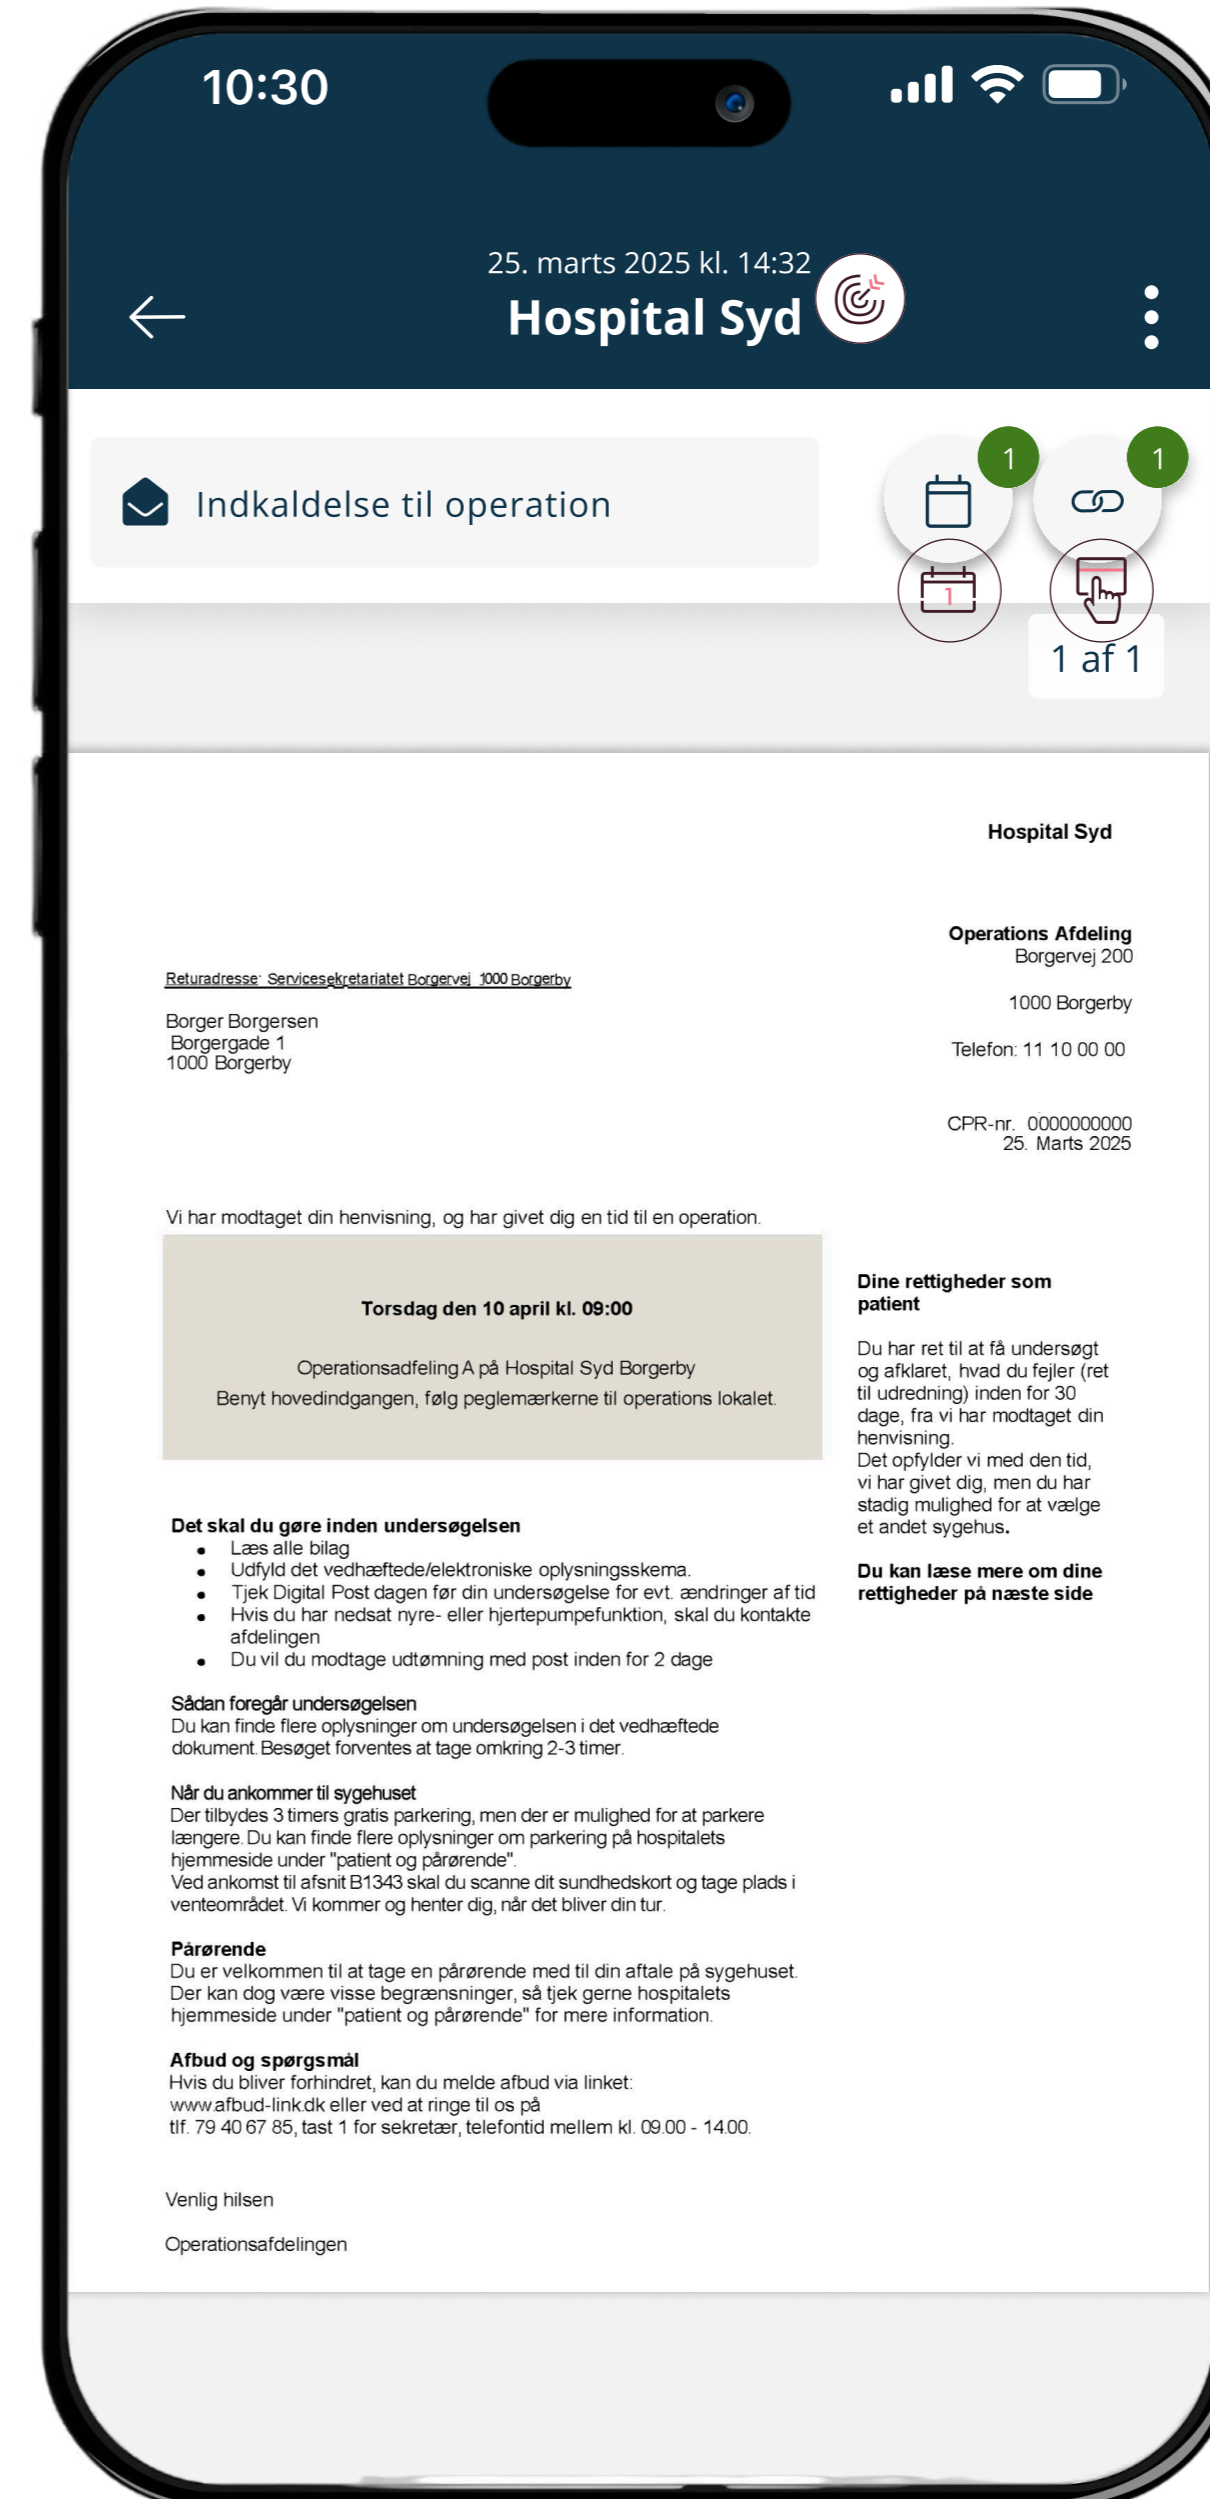 10:30
25. marts 2025 kl. 14:32
Hospital Syd
Indkaldelse til operation
1
1
1
1 af 1
Hospital Syd
Operations Afdeling
Borgervej 200
1000 Borgerby
Telefon: 11 10 00 00
CPR-nr. 0000000000
25. Marts 2025
Returadresse: Servicesekretariatet Borgervej 1000 Borgerby
Borger Borgersen
Borgergade 1
1000 Borgerby
Vi har modtaget din henvisning, og har givet dig en tid til en operation.
Torsdag den 10 april kl. 09:00
Operationsadfeling A på Hospital Syd Borgerby
Benyt hovedindgangen, følg peglemærkerne til operations lokalet.
Dine rettigheder som
patient
Du har ret til at få undersøgt
og afklaret, hvad du fejler (ret
til udredning) inden for 30
dage, fra vi har modtaget din
henvisning.
Det opfylder vi med den tid,
vi har givet dig, men du har
stadig mulighed for at vælge
et andet sygehus.
Du kan læse mere om dine
rettigheder på næste side
Det skal du gøre inden undersøgelsen
• Læs alle bilag
• Udfyld det vedhæftede/elektroniske oplysningsskema.
• Tjek Digital Post dagen før din undersøgelse for evt. ændringer af tid
• Hvis du har nedsat nyre- eller hjertepumpefunktion, skal du kontakte
afdelingen
• Du vil du modtage udtømning med post inden for 2 dage
Sådan foregår undersøgelsen
Du kan finde flere oplysninger om undersøgelsen i det vedhæftede
dokument. Besøget forventes at tage omkring 2-3 timer.
Når du ankommer til sygehuset
Der tilbydes 3 timers gratis parkering, men der er mulighed for at parkere
længere. Du kan finde flere oplysninger om parkering på hospitalets
hjemmeside under "patient og pårørende".
Ved ankomst til afsnit B1343 skal du scanne dit sundhedskort og tage plads i
venteområdet. Vi kommer og henter dig, når det bliver din tur.
Pårørende
Du er velkommen til at tage en pårørende med til din aftale på sygehuset.
Der kan dog være visse begrænsninger, så tjek gerne hospitalets
hjemmeside under "patient og pårørende" for mere information.
Afbud og spørgsmål
Hvis du bliver forhindret, kan du melde afbud via linket:
www.afbud-link.dk eller ved at ringe til os på
tlf. 79 40 67 85, tast 1 for sekretær, telefontid mellem kl. 09.00 - 14.00.
Venlig hilsen
Operationsafdelingen